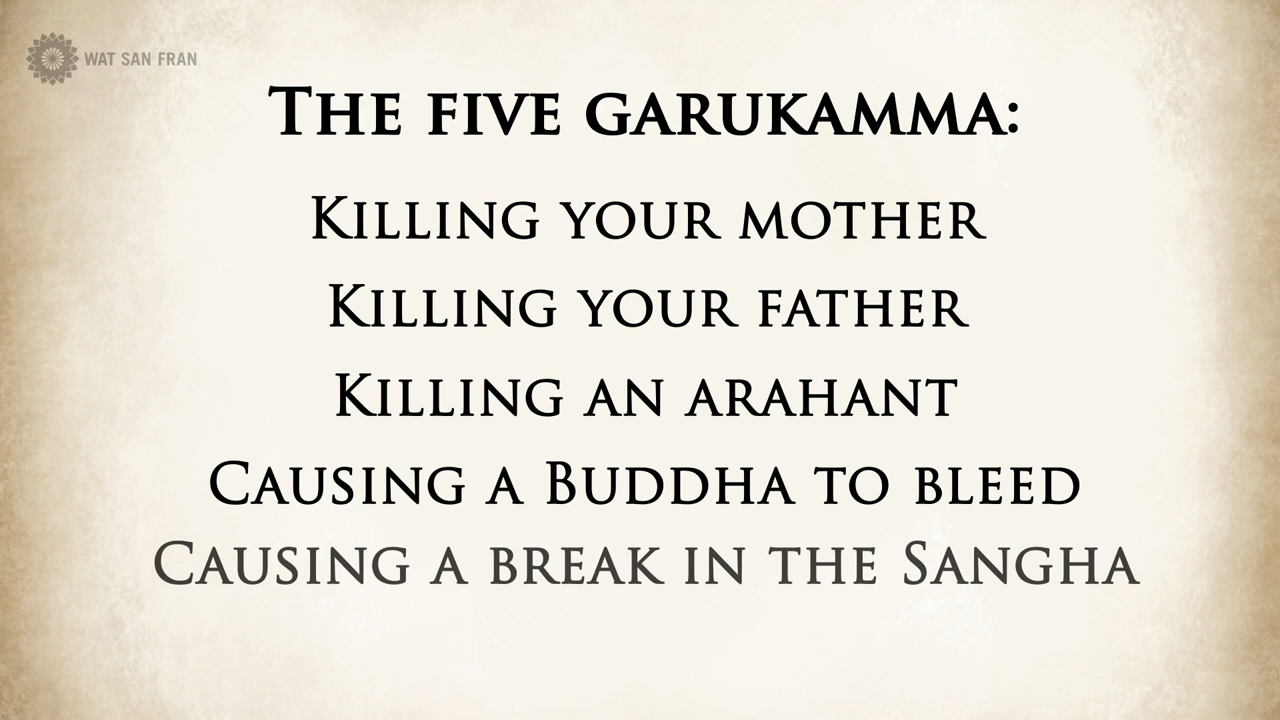 WAT SAN FRAN
The five garukamma:
Killing your mother
Killing your father
Killing an arahant
Causing a Buddha to bleed
Causing a break in the Sangha